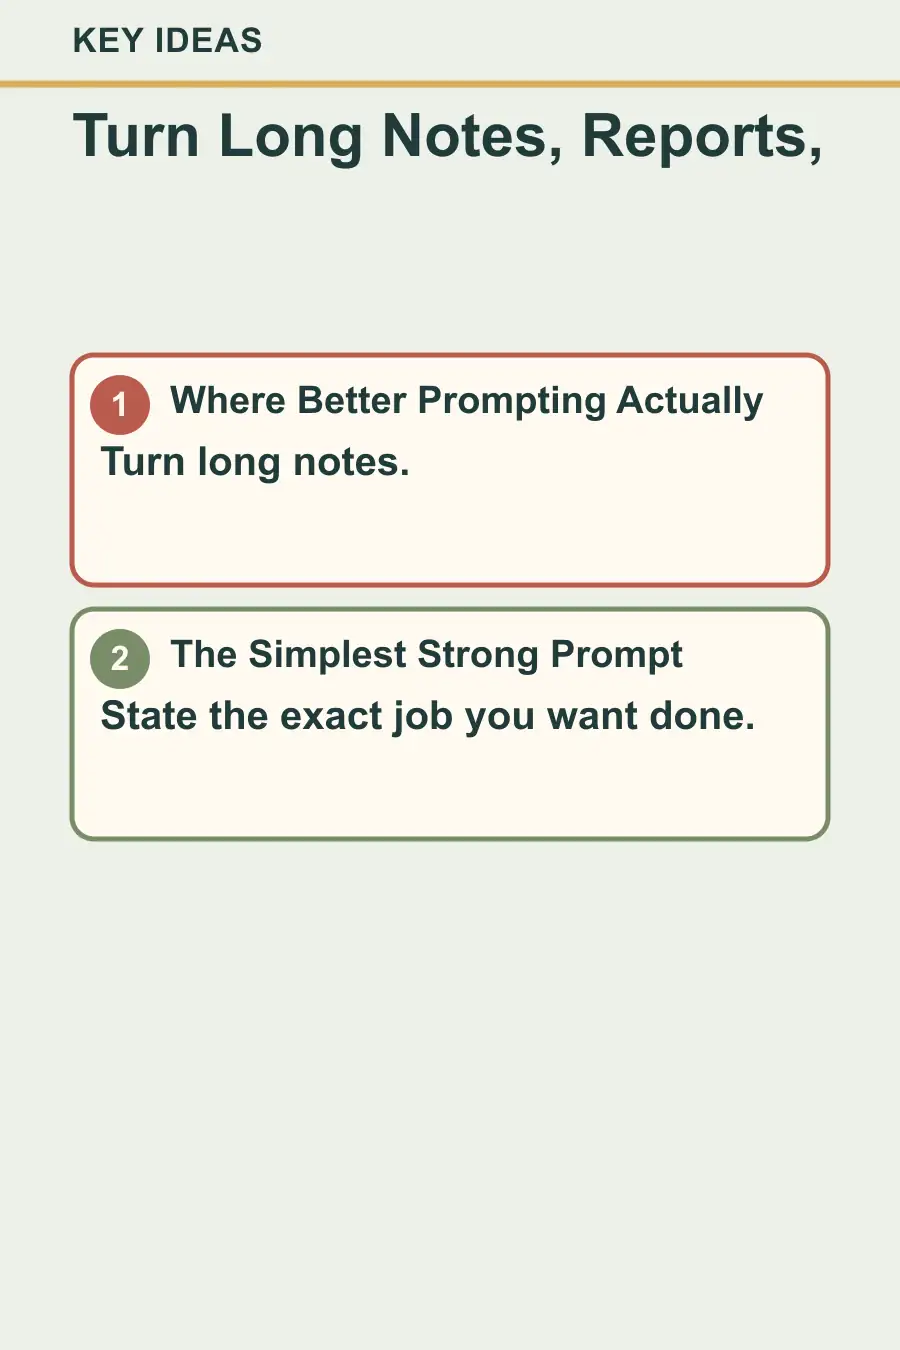 KEY IDEAS
Turn Long Notes, Reports,
1 Where Better Prompting Actually
Turn long notes.
2 The Simplest Strong Prompt
State the exact job you want done.